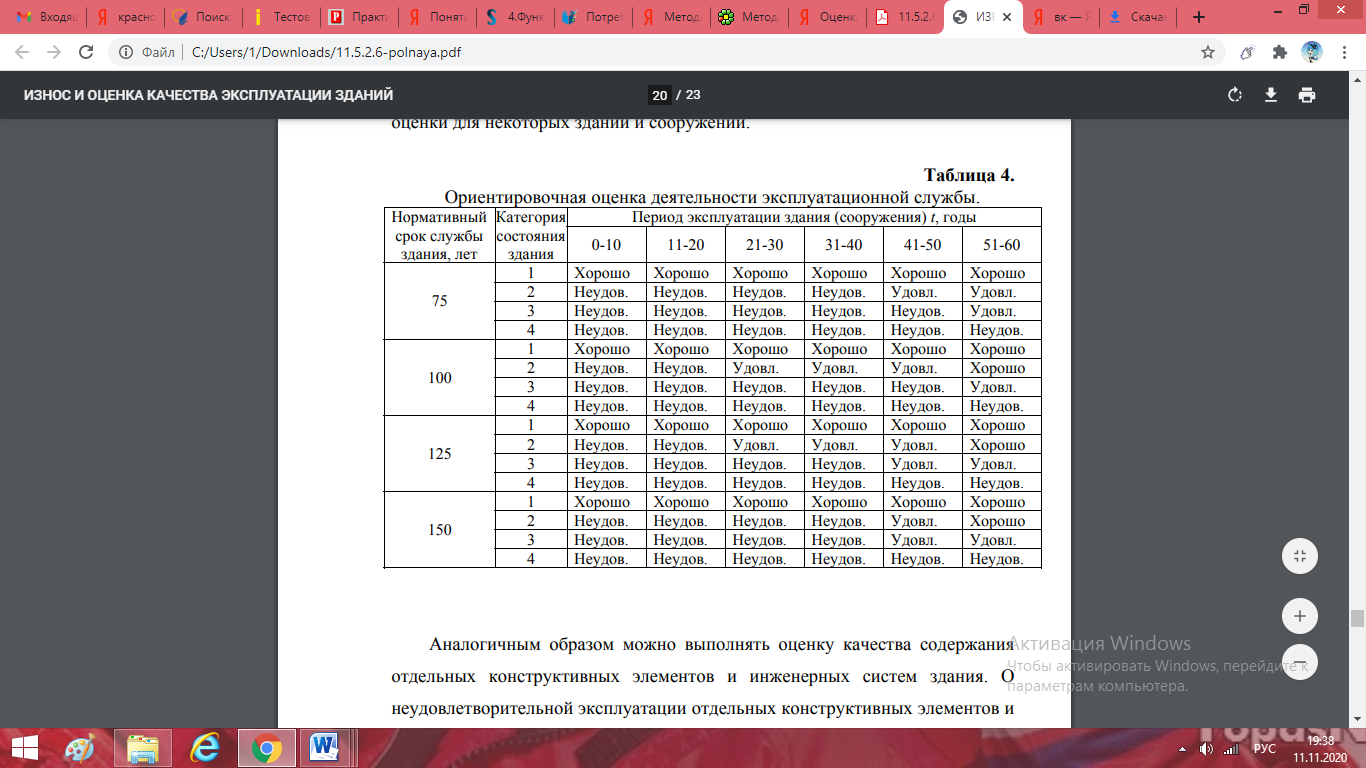 Входящ
красно
Поиск
Тестов
Практи
Понят
4.Функ
Потреб
Метод
Метод
Оценк
11.5.2.6
ИЗН
вк — Я
Скачан
Файл | C:/Users/1/Downloads/11.5.2.6-polnaya.pdf
ИЗНОС И ОЦЕНКА КАЧЕСТВА ЭКСПЛУАТАЦИИ ЗДАНИЙ 20 / 23
оценки для некоторых зданий и сооружений.
Таблица 4.
Ориентировочная оценка деятельности эксплуатационной службы.
Нормативный срок службы здания, лет Категория состояния здания Период эксплуатации здания (сооружения) t, годы
0-10 11-20 21-30 31-40 41-50 51-60
75 1 Хорошо Хорошо Хорошо Хорошо Хорошо Хорошо
2 Неудов. Неудов. Неудов. Неудов. Удовл. Удовл.
3 Неудов. Неудов. Неудов. Неудов. Неудов. Удовл.
4 Неудов. Неудов. Неудов. Неудов. Неудов. Неудов.
100 1 Хорошо Хорошо Хорошо Хорошо Хорошо Хорошо
2 Неудов. Неудов. Удовл. Удовл. Удовл. Хорошо
3 Неудов. Неудов. Неудов. Неудов. Неудов. Удовл.
4 Неудов. Неудов. Неудов. Неудов. Неудов. Неудов.
125 1 Хорошо Хорошо Хорошо Хорошо Хорошо Хорошо
2 Неудов. Неудов. Удовл. Удовл. Удовл. Хорошо
3 Неудов. Неудов. Неудов. Неудов. Удовл. Удовл.
4 Неудов. Неудов. Неудов. Неудов. Неудов. Неудов.
150 1 Хорошо Хорошо Хорошо Хорошо Хорошо Хорошо
2 Неудов. Неудов. Неудов. Неудов. Удовл. Хорошо
3 Неудов. Неудов. Неудов. Неудов. Удовл. Удовл.
4 Неудов. Неудов. Неудов. Неудов. Неудов. Неудов.
Аналогичным образом можно выполнять оценку качества содержания
отдельных конструктивных элементов и инженерных систем здания. О
неудовлетворительной эксплуатации отдельных конструктивных элементов и
Активация Windows
Чтобы активировать Windows, перейдите к
параметрам компьютера.
РУС
19:38
11.11.2020